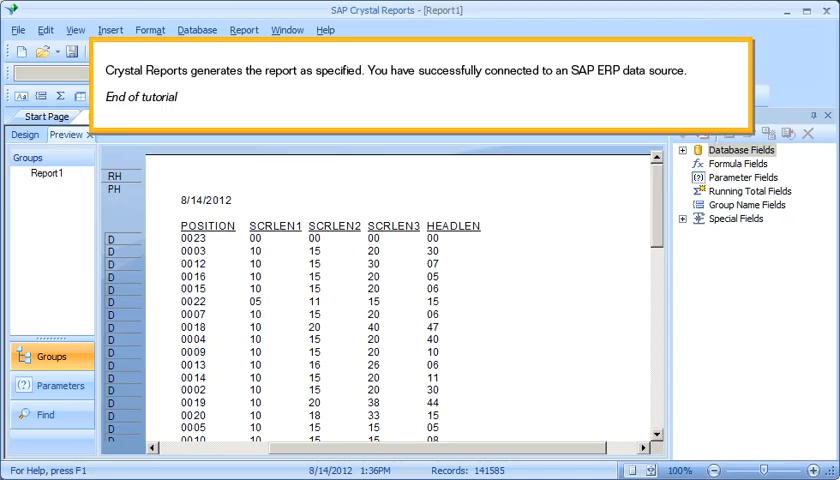 SAP Crystal Reports - [Report1]
File Edit View Insert Format Database Report Window Help
Crystal Reports generates the report as specified. You have successfully connected to an SAP ERP data source.
End of tutorial
Start Page
Design Preview
Groups
Report1
RH
PH
8/14/2012
POSITION SCRLEN1 SCRLEN2 SCRLEN3 HEADLEN
D 0023 00 00 00 00
D 0003 10 15 20 30
D 0012 10 15 30 07
D 0016 10 15 20 05
D 0015 10 15 20 06
D 0022 05 11 15 15
D 0007 10 15 20 06
D 0018 10 20 40 47
D 0004 10 15 20 40
D 0009 10 15 20 10
D 0013 10 16 26 06
D 0014 10 15 20 11
D 0002 10 15 20 30
D 0019 10 20 38 44
D 0020 10 18 33 15
D 0005 10 15 15 05
D 0010 10 15 15 08
Groups
Parameters
Find
Database Fields
Formula Fields
Parameter Fields
Running Total Fields
Group Name Fields
Special Fields
For Help, press F1 8/14/2012 1:36PM Records: 141585 100%